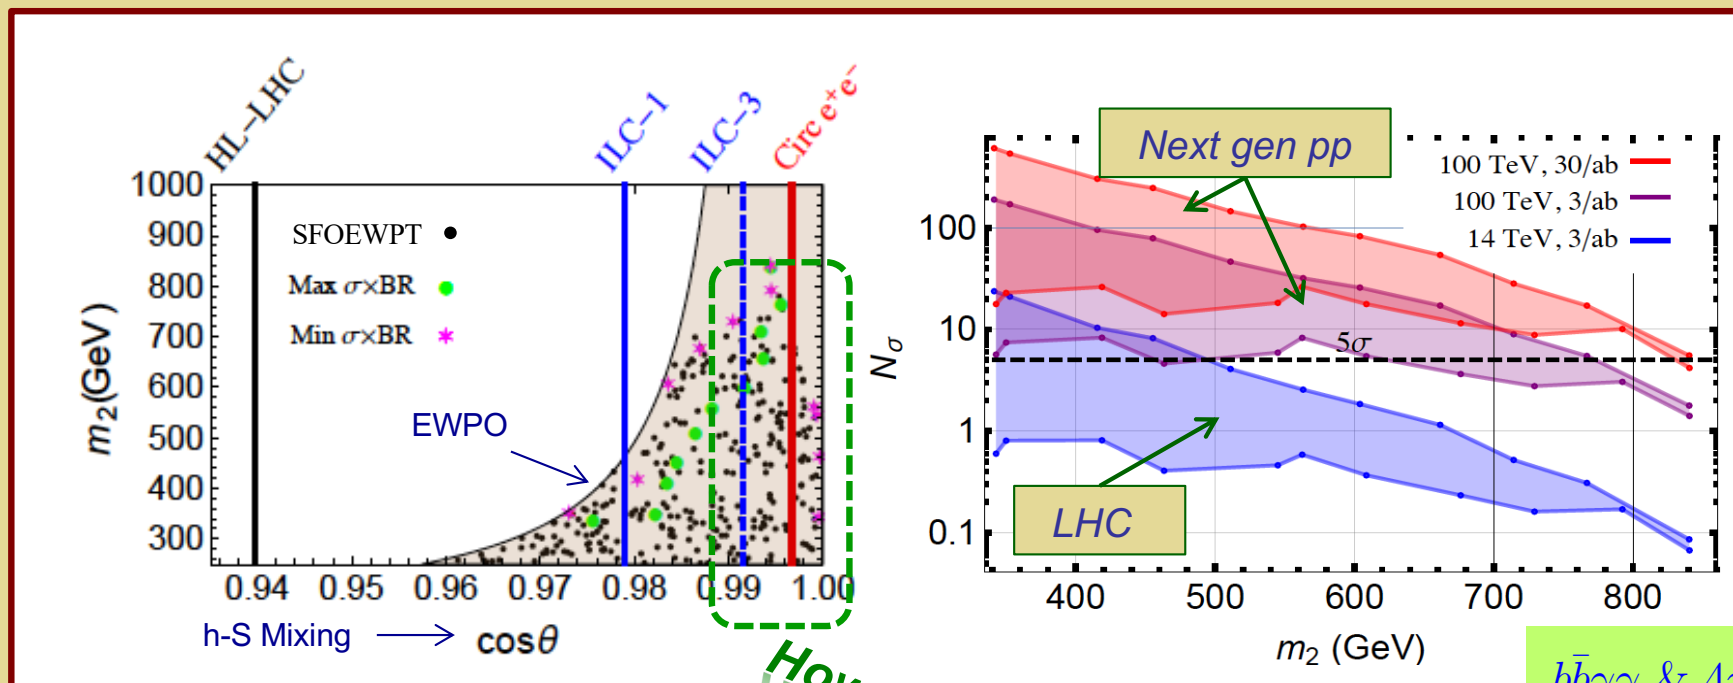 HL-LHC
ILC-1
ILC-3
Circ e⁺e⁻
1000
900
800
700
600
500
400
300
m₂(GeV)
SFOEWPT
Max σ×BR
Min σ×BR
EWPO
0.94 0.95 0.96 0.97 0.98 0.99 1.00
h-S Mixing
cosθ
How
Next gen pp
100 TeV, 30/ab
100 TeV, 3/ab
14 TeV, 3/ab
100
10
1
0.1
Nσ
5σ
LHC
400 500 600 700 800
m₂ (GeV)